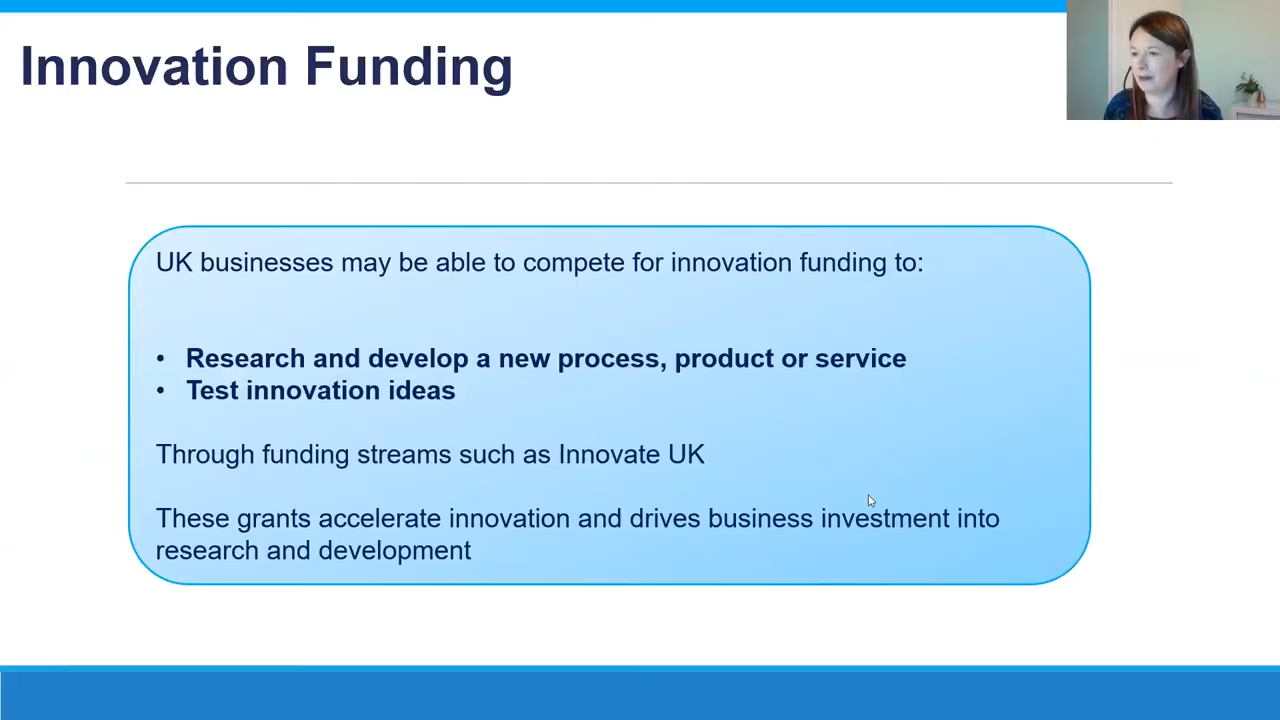 Innovation Funding
UK businesses may be able to compete for innovation funding to:
• Research and develop a new process, product or service
• Test innovation ideas
Through funding streams such as Innovate UK
These grants accelerate innovation and drives business investment into
research and development